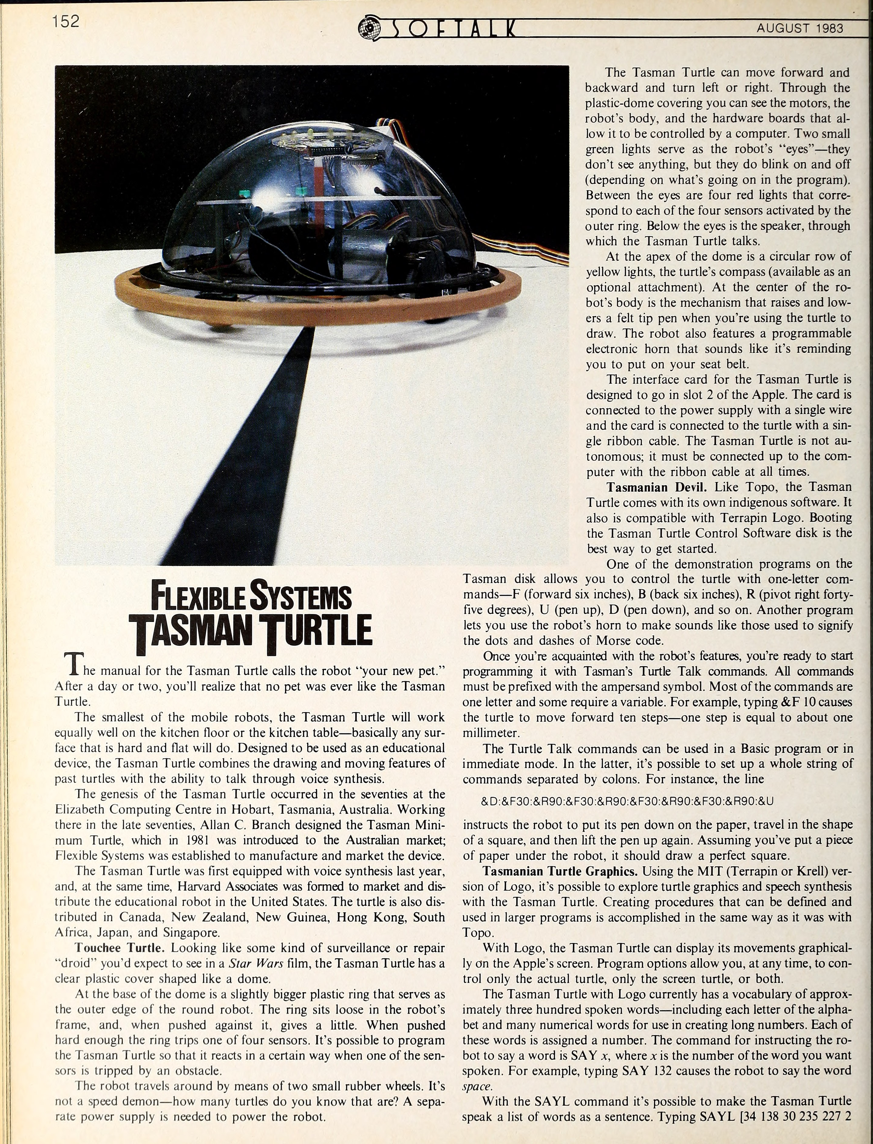 152
SOFTALK
AUGUST 1983
The Tasman Turtle can move forward and
backward and turn left or right. Through the
plastic-dome covering you can see the motors, the
robot's body, and the hardware boards that al-
low it to be controlled by a computer. Two small
green lights serve as the robot's "eyes"—they
don't see anything, but they do blink on and off
(depending on what's going on in the program).
Between the eyes are four red lights that corre-
spond to each of the four sensors activated by the
outer ring. Below the eyes is the speaker, through
which the Tasman Turtle talks.
At the apex of the dome is a circular row of
yellow lights, the turtle's compass (available as an
optional attachment). At the center of the ro-
bot's body is the mechanism that raises and low-
ers a felt tip pen when you're using the turtle to
draw. The robot also features a programmable
electronic horn that sounds like it's reminding
you to put on your seat belt.
The interface card for the Tasman Turtle is
designed to go in slot 2 of the Apple. The card is
connected to the power supply with a single wire
and the card is connected to the turtle with a sin-
gle ribbon cable. The Tasman Turtle is not au-
tonomous; it must be connected up to the com-
puter with the ribbon cable at all times.
Tasmanian Devil. Like Topo, the Tasman
Turtle comes with its own indigenous software. It
also is compatible with Terrapin Logo. Booting
the Tasman Turtle Control Software disk is the
best way to get started.
One of the demonstration programs on the
Tasman disk allows you to control the turtle with one-letter com-
mands—F (forward six inches), B (back six inches), R (pivot right forty-
five degrees), U (pen up), D (pen down), and so on. Another program
lets you use the robot's horn to make sounds like those used to signify
the dots and dashes of Morse code.
Once you're acquainted with the robot's features, you're ready to start
programming it with Tasman's Turtle Talk commands. All commands
must be prefixed with the ampersand symbol. Most of the commands are
one letter and some require a variable. For example, typing &F 10 causes
the turtle to move forward ten steps—one step is equal to about one
millimeter.
The Turtle Talk commands can be used in a Basic program or in
immediate mode. In the latter, it's possible to set up a whole string of
commands separated by colons. For instance, the line
&D:&F30:&R90:&F30:&R90:&F30:&R90:&F30:&R90:&U
instructs the robot to put its pen down on the paper, travel in the shape
of a square, and then lift the pen up again. Assuming you've put a piece
of paper under the robot, it should draw a perfect square.
Tasmanian Turtle Graphics. Using the MIT (Terrapin or Krell) ver-
sion of Logo, it's possible to explore turtle graphics and speech synthesis
with the Tasman Turtle. Creating procedures that can be defined and
used in larger programs is accomplished in the same way as it was with
Topo.
With Logo, the Tasman Turtle can display its movements graphical-
ly on the Apple's screen. Program options allow you, at any time, to con-
trol only the actual turtle, only the screen turtle, or both.
The Tasman Turtle with Logo currently has a vocabulary of approx-
imately three hundred spoken words—including each letter of the alpha-
bet and many numerical words for use in creating long numbers. Each of
these words is assigned a number. The command for instructing the ro-
bot to say a word is SAY x, where x is the number of the word you want
spoken. For example, typing SAY 132 causes the robot to say the word
space.
With the SAYL command it's possible to make the Tasman Turtle
speak a list of words as a sentence. Typing SAYL [34 138 30 235 227 2
FLEXIBLE SYSTEMS
TASMAN TURTLE
The manual for the Tasman Turtle calls the robot "your new pet."
After a day or two, you'll realize that no pet was ever like the Tasman
Turtle.
The smallest of the mobile robots, the Tasman Turtle will work
equally well on the kitchen floor or the kitchen table—basically any sur-
face that is hard and flat will do. Designed to be used as an educational
device, the Tasman Turtle combines the drawing and moving features of
past turtles with the ability to talk through voice synthesis.
The genesis of the Tasman Turtle occurred in the seventies at the
Elizabeth Computing Centre in Hobart, Tasmania, Australia. Working
there in the late seventies, Allan C. Branch designed the Tasman Mini-
mum Turtle, which in 1981 was introduced to the Australian market;
Flexible Systems was established to manufacture and market the device.
The Tasman Turtle was first equipped with voice synthesis last year,
and, at the same time, Harvard Associates was formed to market and dis-
tribute the educational robot in the United States. The turtle is also dis-
tributed in Canada, New Zealand, New Guinea, Hong Kong, South
Africa, Japan, and Singapore.
Touchee Turtle. Looking like some kind of surveillance or repair
"droid" you'd expect to see in a Star Wars film, the Tasman Turtle has a
clear plastic cover shaped like a dome.
At the base of the dome is a slightly bigger plastic ring that serves as
the outer edge of the round robot. The ring sits loose in the robot's
frame, and, when pushed against it, gives a little. When pushed
hard enough the ring trips one of four sensors. It's possible to program
the Tasman Turtle so that it reacts in a certain way when one of the sen-
sors is tripped by an obstacle.
The robot travels around by means of two small rubber wheels. It's
not a speed demon—how many turtles do you know that are? A sepa-
rate power supply is needed to power the robot.